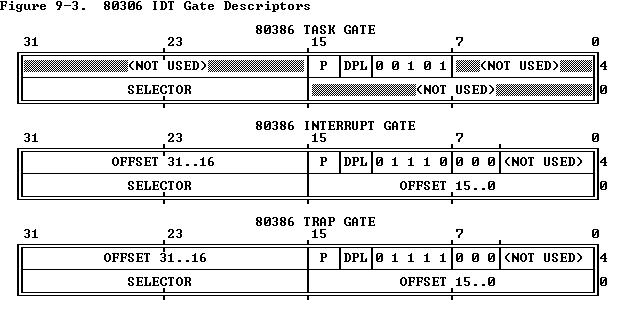 Figure 9-3.  80306 IDT Gate Descriptors
80386 TASK GATE
31 23 15 7 0
(NOT USED) P DPL 0 0 1 0 1 (NOT USED) 4
SELECTOR (NOT USED) 0
80386 INTERRUPT GATE
31 23 15 7 0
OFFSET 31..16 P DPL 0 1 1 1 0 0 0 0 (NOT USED) 4
SELECTOR OFFSET 15..0 0
80386 TRAP GATE
31 23 15 7 0
OFFSET 31..16 P DPL 0 1 1 1 1 0 0 0 (NOT USED) 4
SELECTOR OFFSET 15..0 0